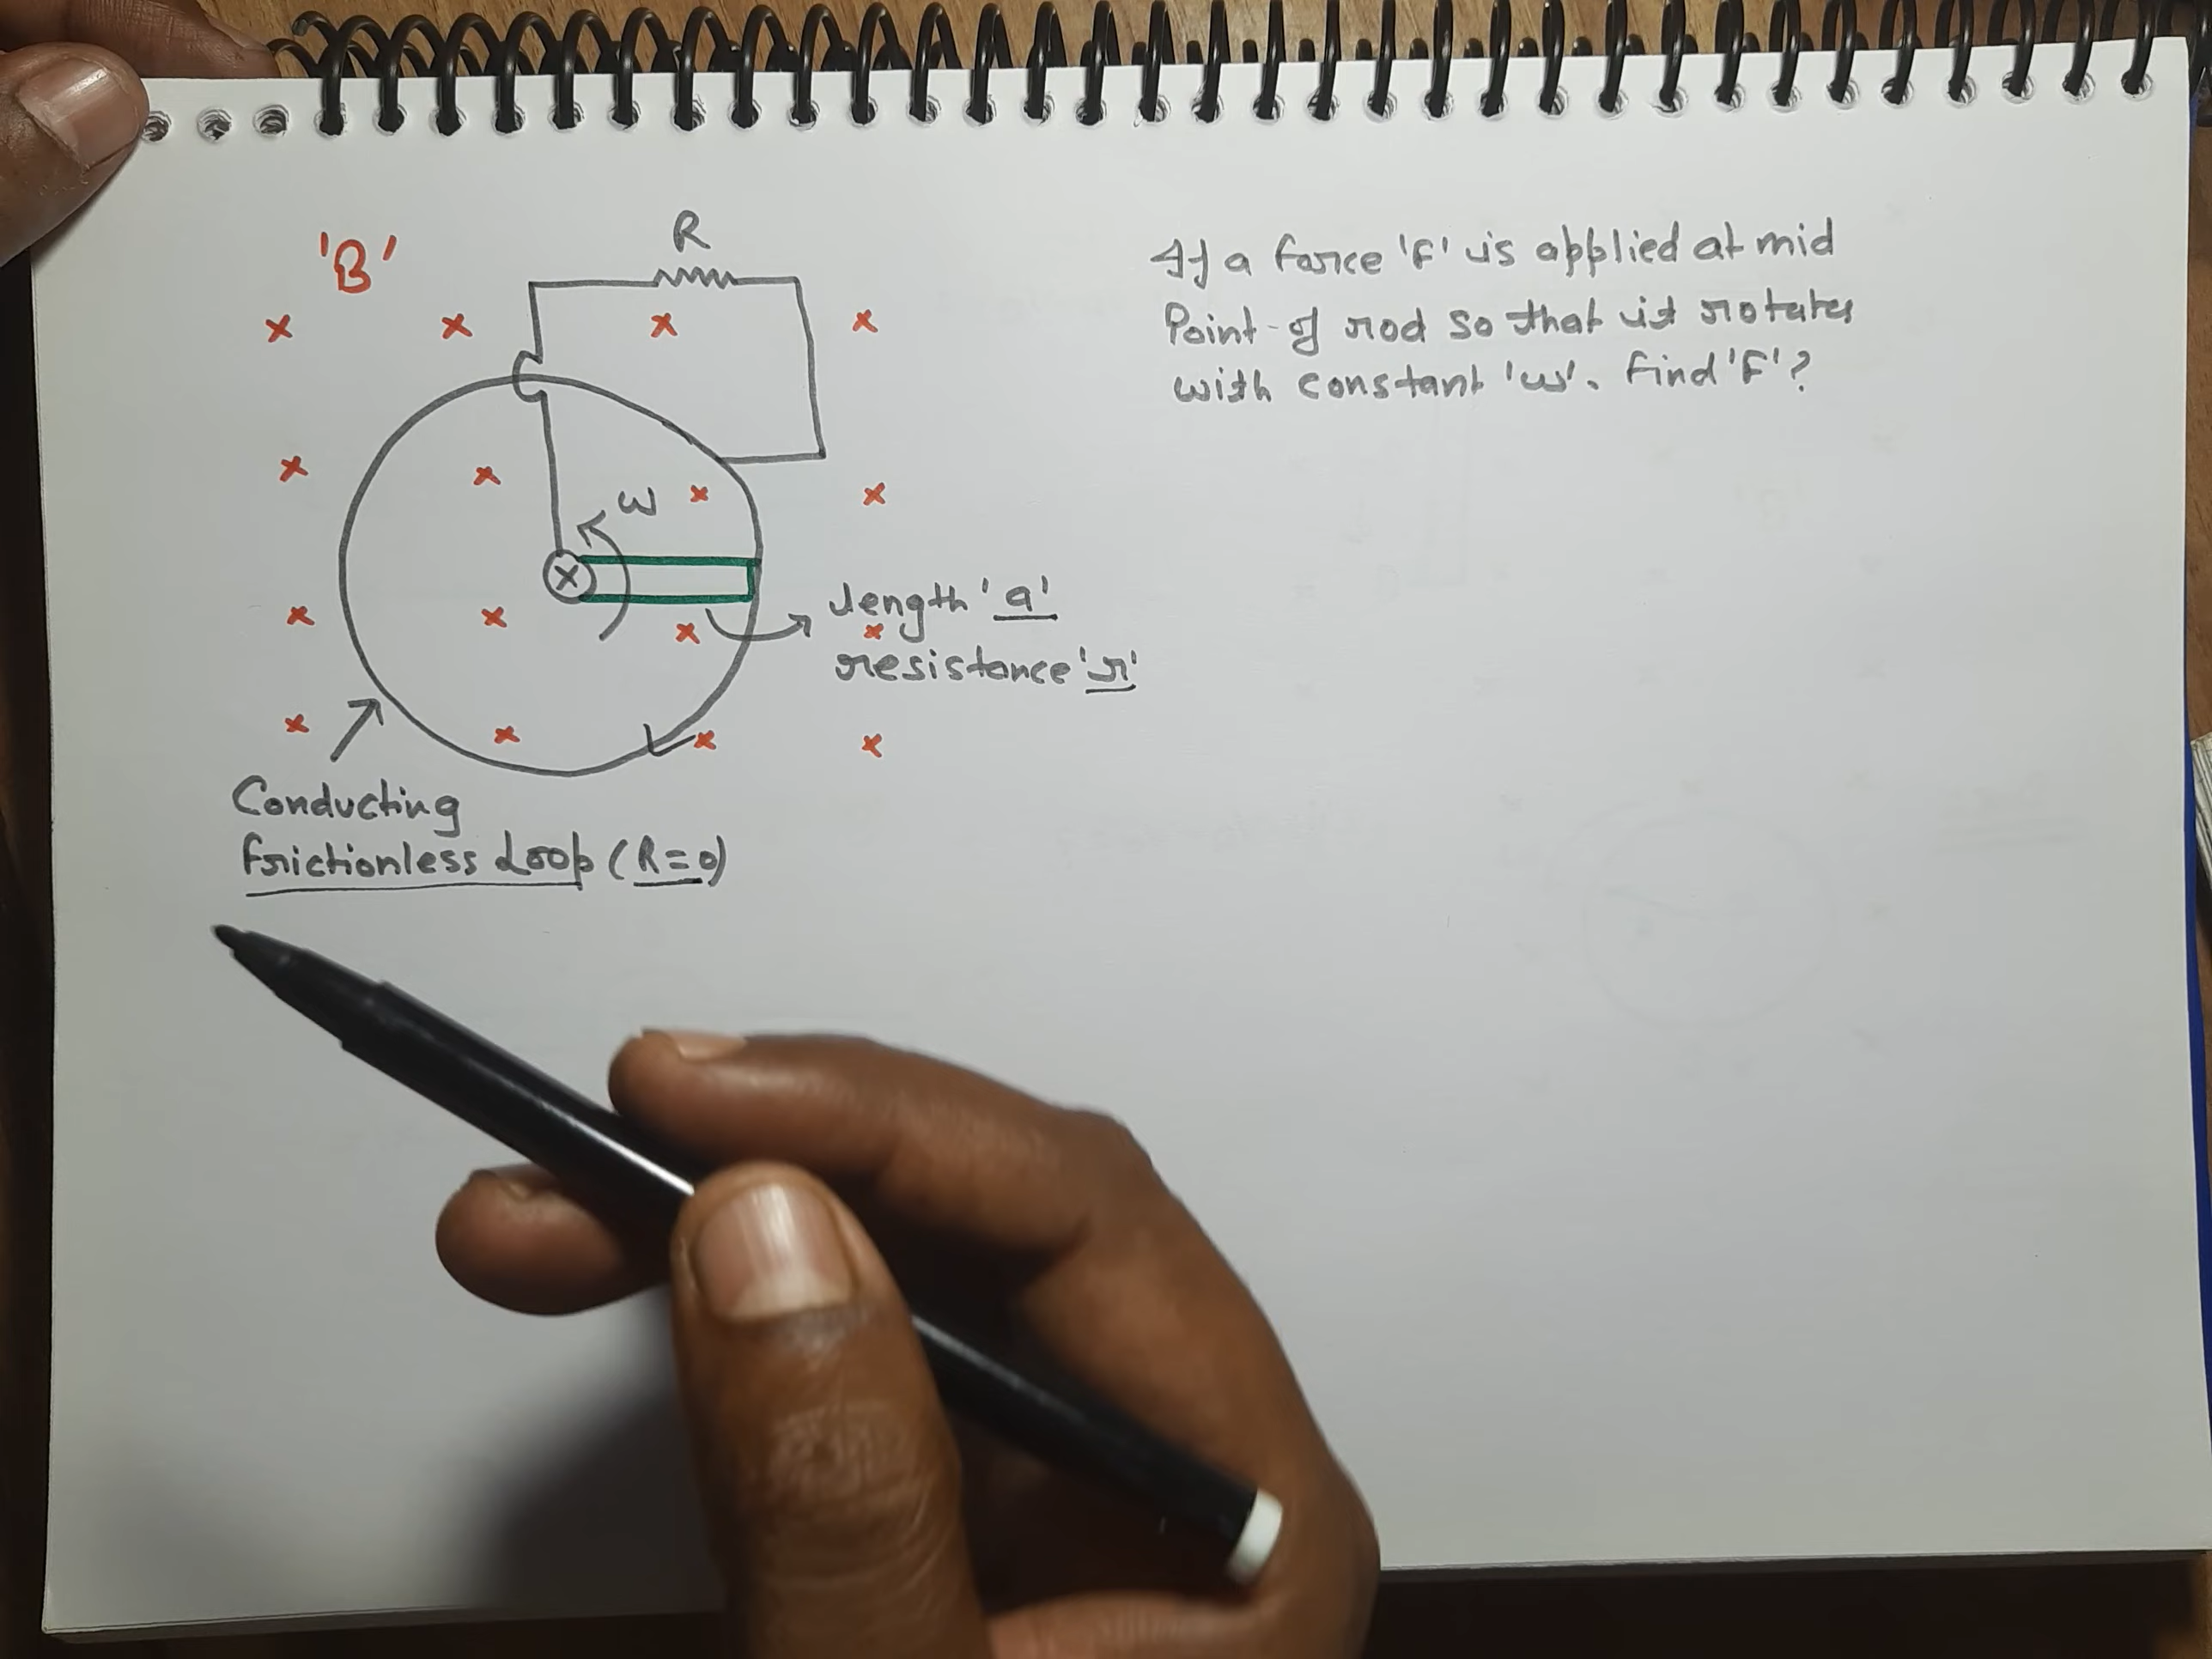 'B'
R
ω
length 'a'
resistance 'r'
Conducting
frictionless Loop (R=0)
If a force 'F' is applied at mid
Point of rod so that it rotates
with constant 'ω'. Find 'F'?